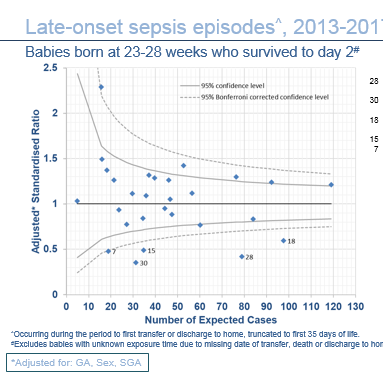 Late-onset sepsis episodes^, 2013-2017
Babies born at 23-28 weeks who survived to day 2#
Adjusted* Standardised Ratio
2.5
2
1.5
1
0.5
0
95% confidence level
95% Bonferroni corrected confidence level
7
30
15
28
18
0 10 20 30 40 50 60 70 80 90 100 110 120 130
Number of Expected Cases
28
30
18
15
7
^Occurring during the period to first transfer or discharge to home, truncated to first 35 days of life.
#Excludes babies with unknown exposure time due to missing date of transfer, death or discharge to hom
*Adjusted for: GA, Sex, SGA